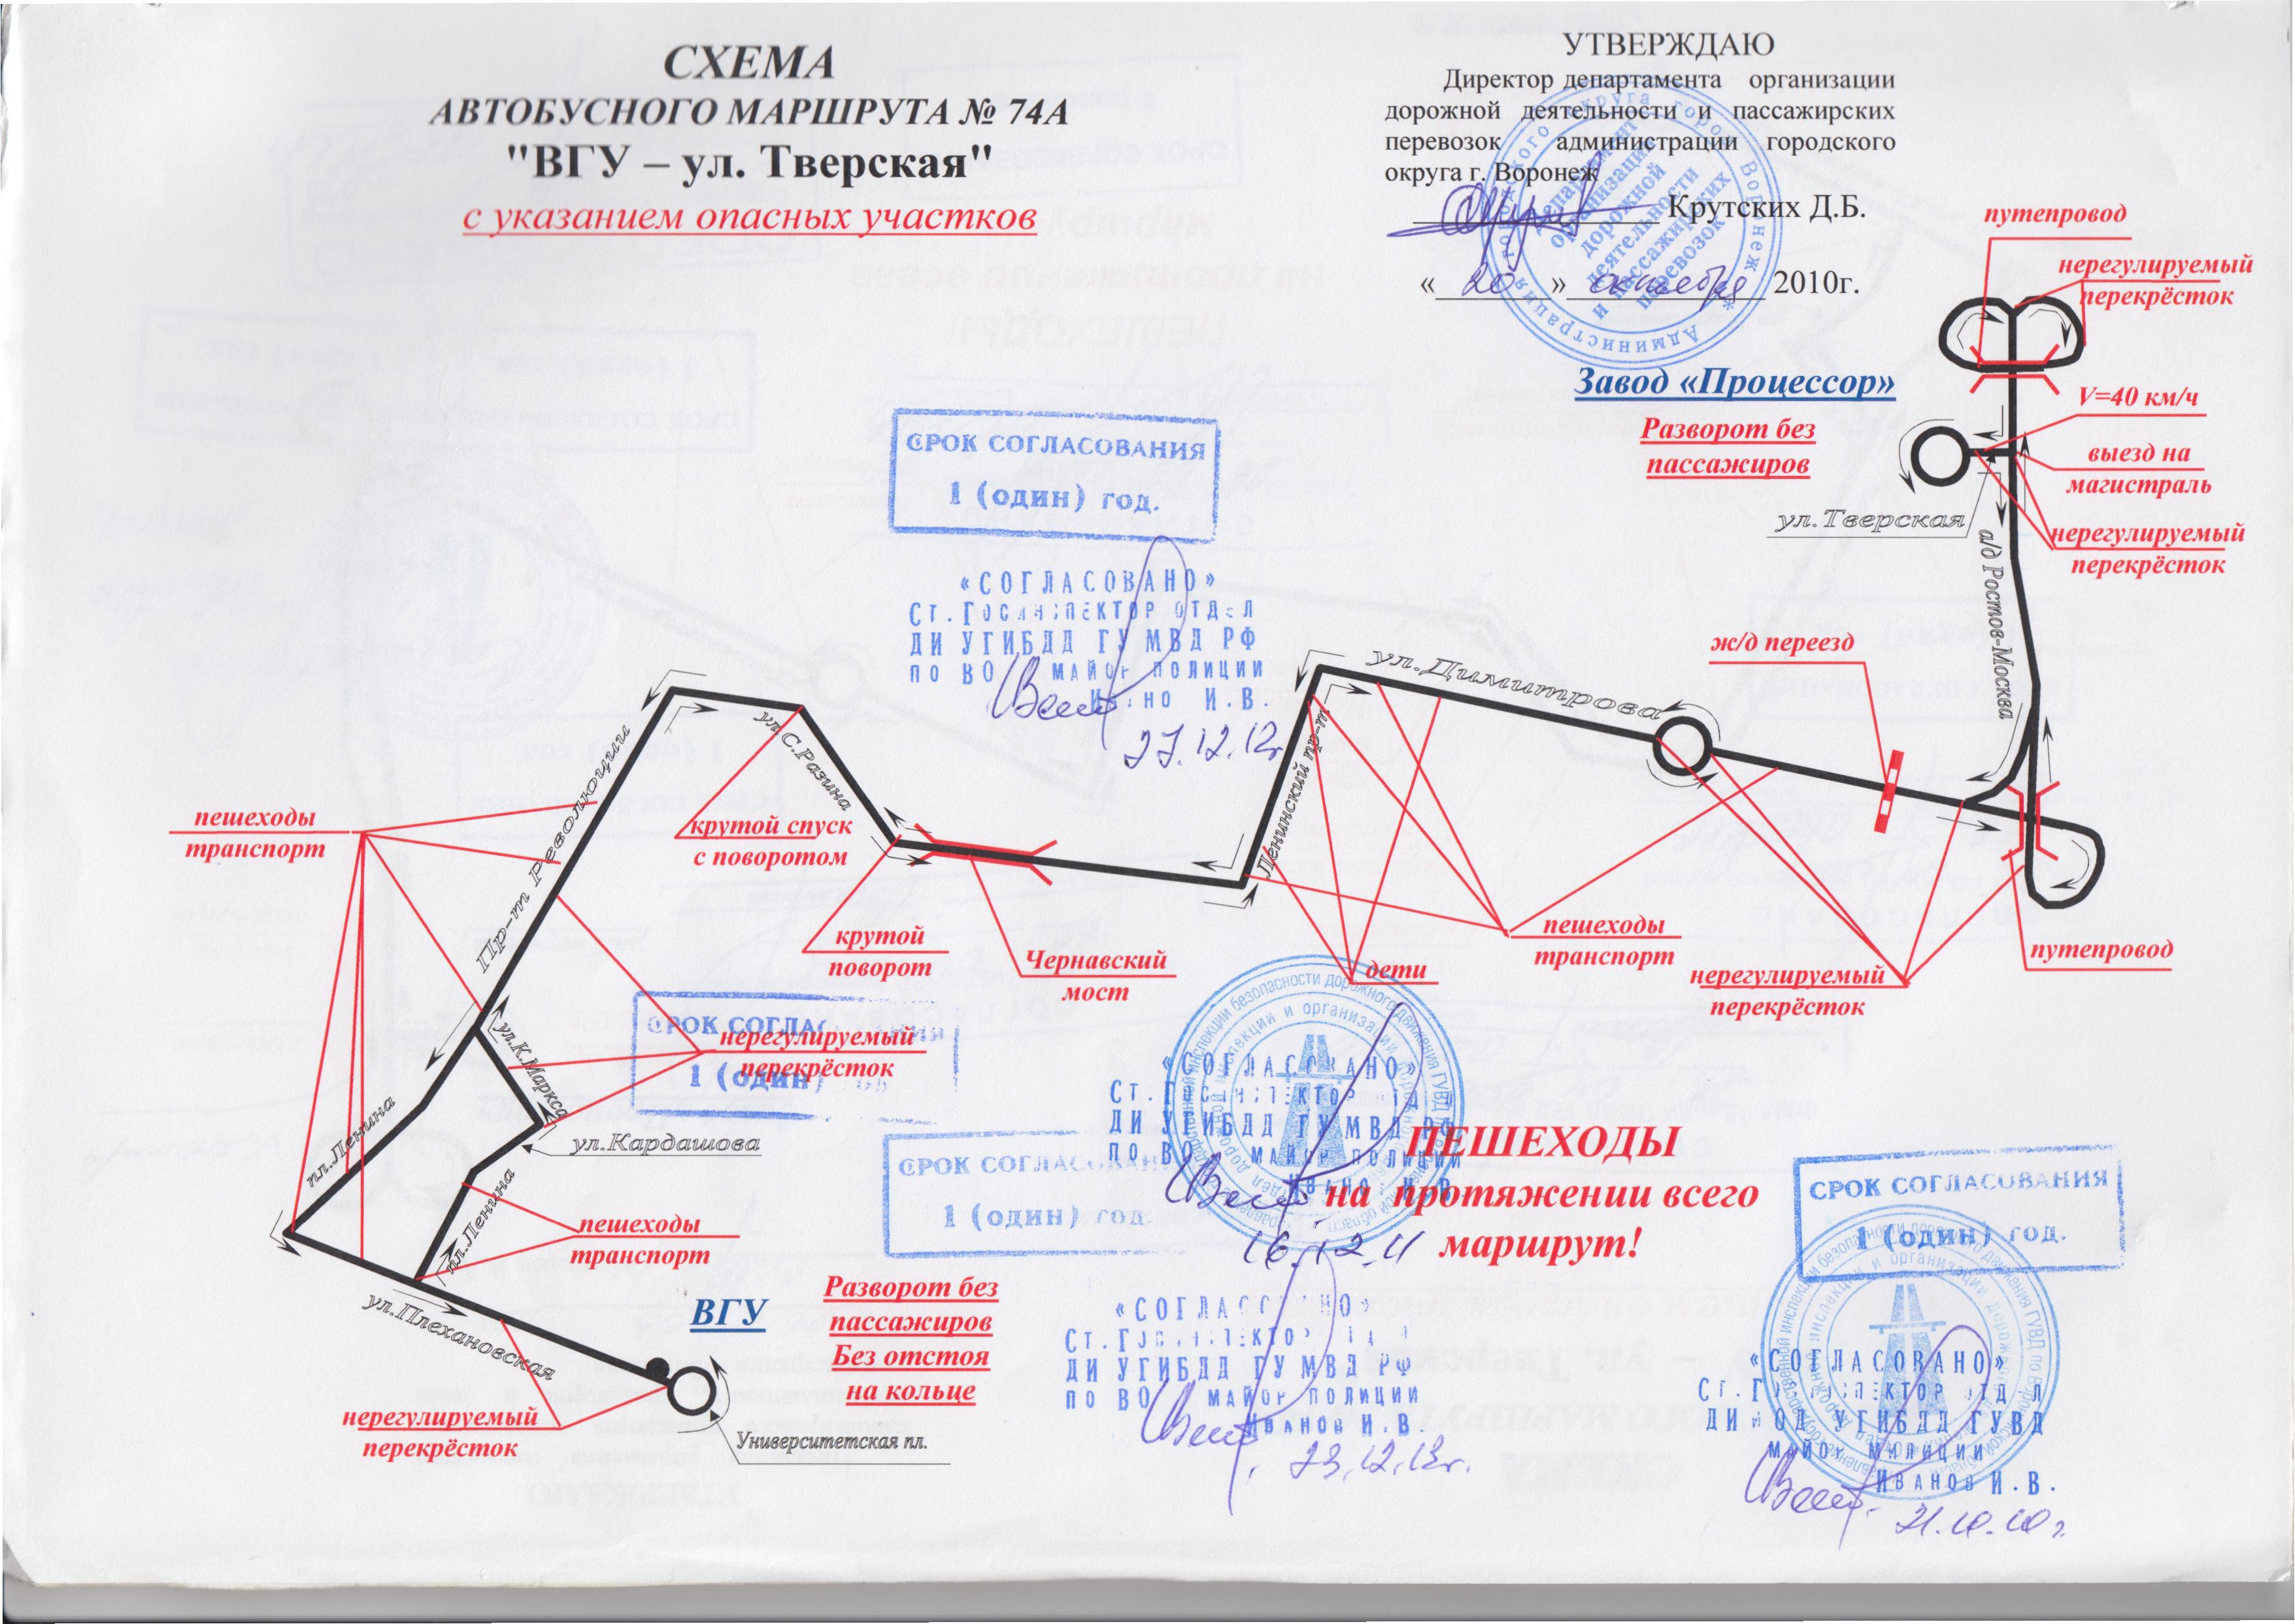 СХЕМА
АВТОБУСНОГО МАРШРУТА № 74А
"ВГУ – ул. Тверская"
с указанием опасных участков
УТВЕРЖДАЮ
Директор департамента организации
дорожной деятельности и пассажирских
перевозок администрации городского
округа г. Воронеж
Крутских Д.Б.
« 20 » октября 2010г.
департамент
организации
дорожной
деятельности
и пассажирских
перевозок
Администрация городского округа город Воронеж *
путепровод
нерегулируемый
перекрёсток
Завод «Процессор»
Разворот без
пассажиров
V=40 км/ч
выезд на
магистраль
ул.Тверская
нерегулируемый
перекрёсток
а/д Ростов-Москва
СРОК СОГЛАСОВАНИЯ
1 (один) год.
«СОГЛАСОВАНО»
Ст.Госинспектор отдел
ДИ УГИБДД ГУ МВД РФ
по ВО майор полиции
И.В.
27.12.12г
ж/д переезд
ул.Димитрова
Ленинский пр-т
ул.С.Разина
Пр-т Революции
пешеходы
транспорт
крутой спуск
с поворотом
крутой
поворот
Чернавский
мост
дети
пешеходы
транспорт
нерегулируемый
перекрёсток
путепровод
СРОК СОГЛАСОВАНИЯ
1 (один) год
нерегулируемый
перекрёсток
ул.К.Маркса
пл.Ленина
ул.Кардашова
пл.Ленина
пешеходы
транспорт
СРОК СОГЛАСОВАНИ
1 (один) год.
«СОГЛАСОВАНО»
Ст.Госинспектор
ДИ УГИБДД ГУ МВД РФ
по ВО майор полиции
Иванов И.В.
16.12.11
ПЕШЕХОДЫ
на протяжении всего
маршрут!
СРОК СОГЛАСОВАНИЯ
1 (один) год.
ул.Плехановская
ВГУ
Разворот без
пассажиров
Без отстоя
на кольце
нерегулируемый
перекрёсток
Университетская пл.
«СОГЛАСОВАНО»
Ст.Госинспектор
ДИ УГИБДД ГУ МВД РФ
по ВО майор полиции
Иванов И.В.
23.12.13г.
«СОГЛАСОВАНО»
Ст.Госинспектор отдел
ДИ и ОД УГИБДД ГУВД
майор милиции
Иванов И.В.
21.10.10г